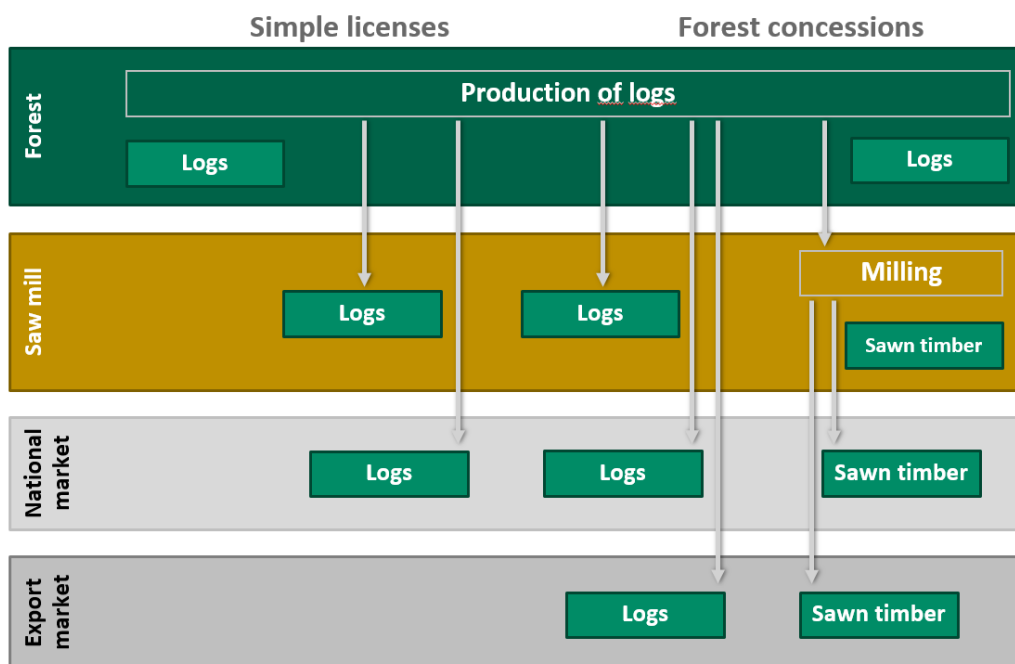 Simple licenses
Forest concessions
Forest
Production of logs
Logs
Logs
Saw mill
Milling
Logs
Logs
Sawn timber
National
market
Logs
Logs
Sawn timber
Export
market
Logs
Sawn timber